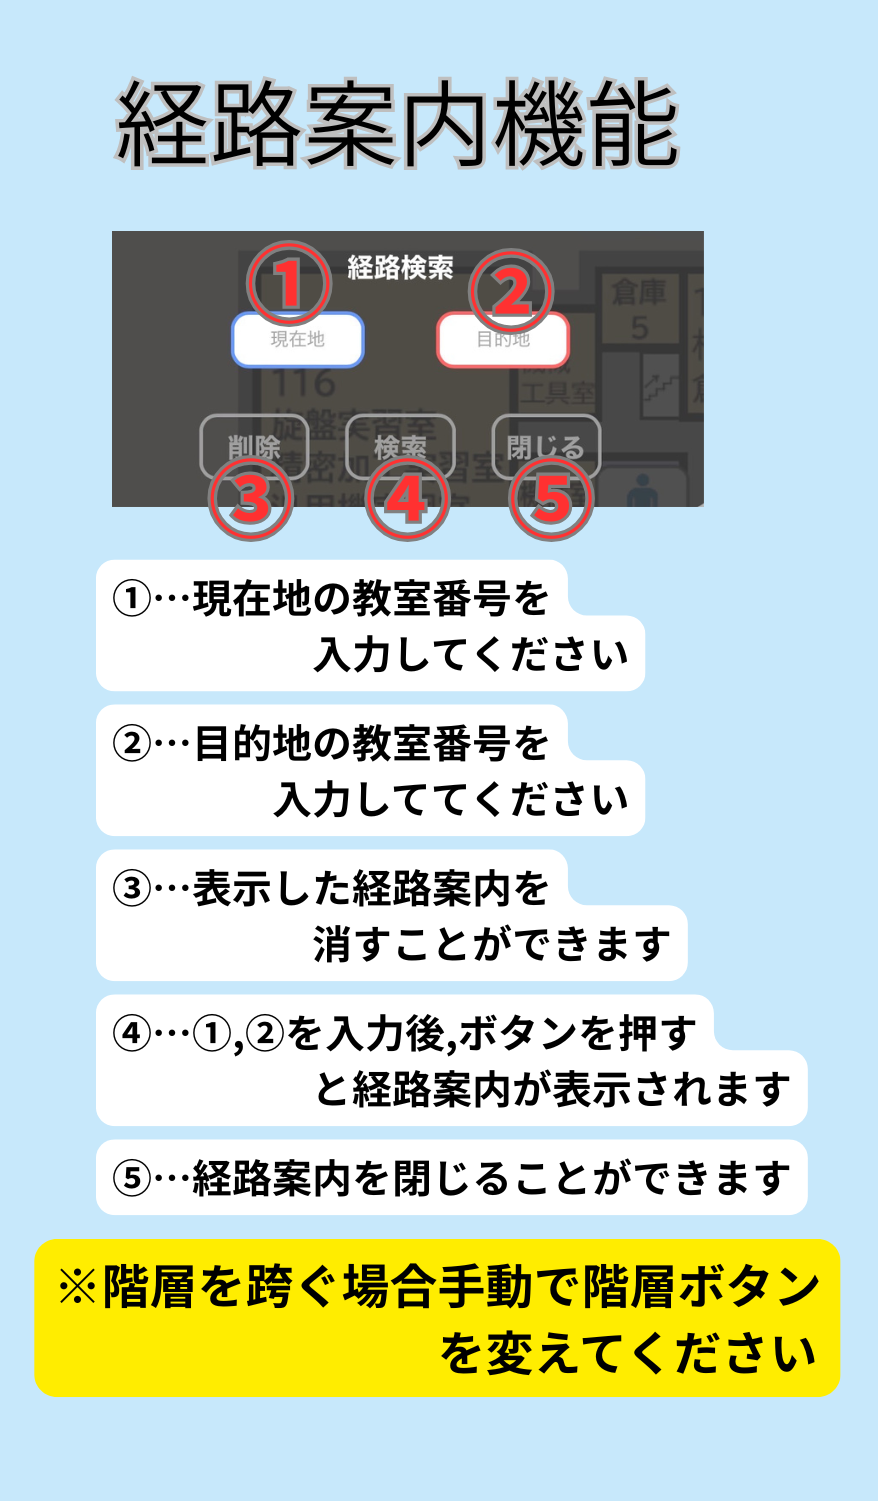 経路案内機能
① 経路検索 ②
現在地 目的地
倉庫
5
116
工具室
旋盤実習室
削除 検索 閉じる
③ ④ ⑤
①…現在地の教室番号を
入力してください
②…目的地の教室番号を
入力しててください
③…表示した経路案内を
消すことができます
④…①,②を入力後,ボタンを押す
と経路案内が表示されます
⑤…経路案内を閉じることができます
※階層を跨ぐ場合手動で階層ボタン
を変えてください